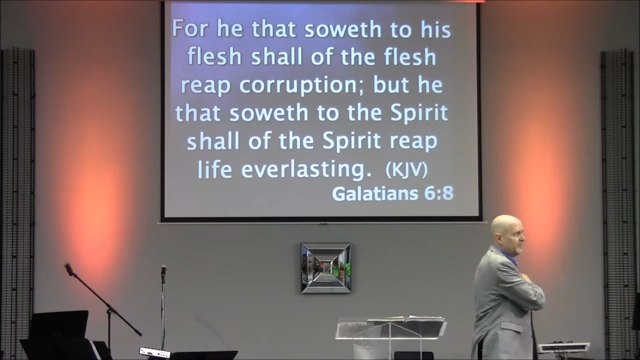 For he that soweth to his
flesh shall of the flesh
reap corruption; but he
that soweth to the Spirit
shall of the Spirit reap
life everlasting. (KJV)
Galatians 6:8